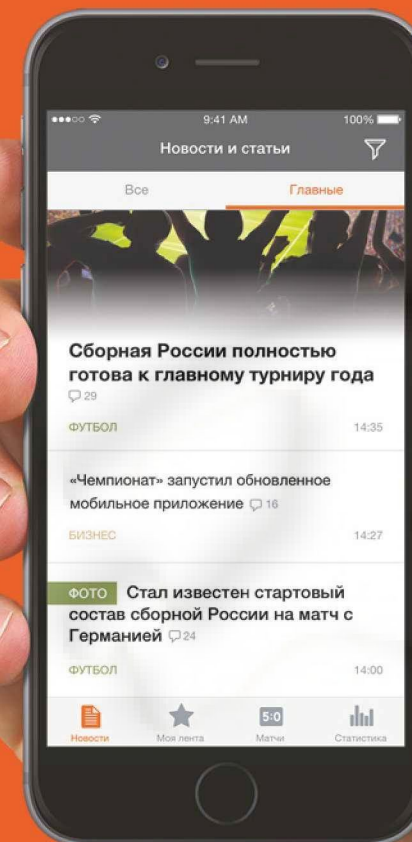 9:41 AM
100%
Новости и статьи
Все
Главные
Сборная России полностью
готова к главному турниру года
29
ФУТБОЛ
14:35
«Чемпионат» запустил обновленное
мобильное приложение 16
БИЗНЕС
14:27
ФОТО Стал известен стартовый
состав сборной России на матч с
Германией 24
ФУТБОЛ
14:00
5:0
Новости
Моя лента
Матчи
Статистика